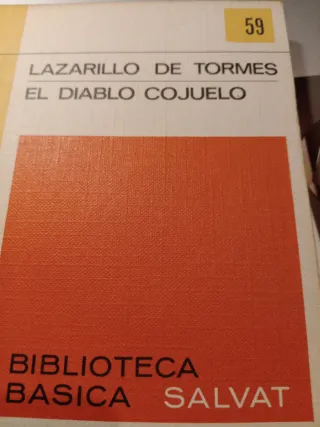 59
LAZARILLO DE TORMES
EL DIABLO COJUELO
BIBLIOTECA
BASICA SALVAT